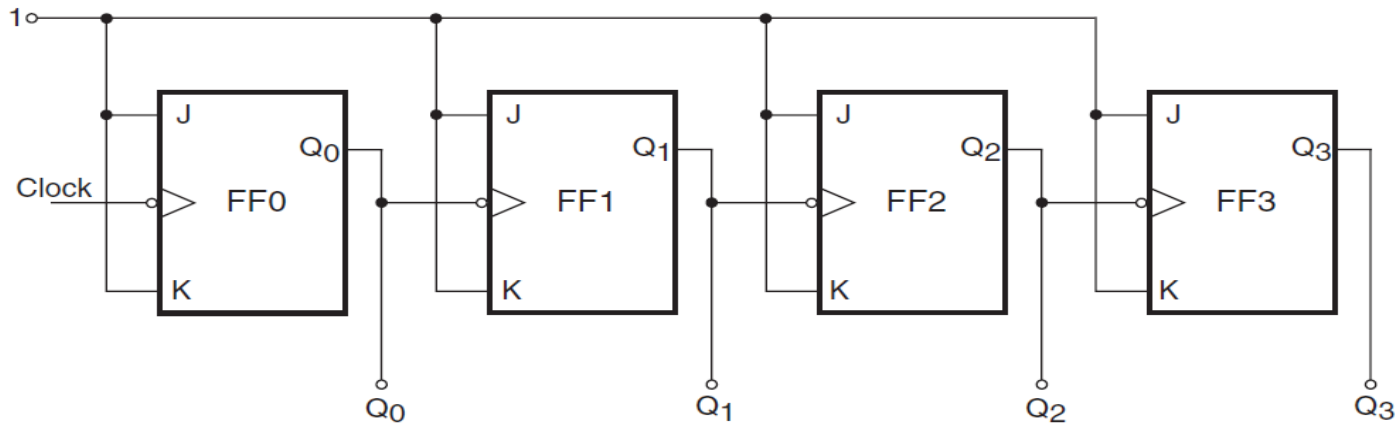 1
J J J J
Q0 Q1 Q2 Q3
Clock FF0 FF1 FF2 FF3
K K K K
Q0 Q1 Q2 Q3